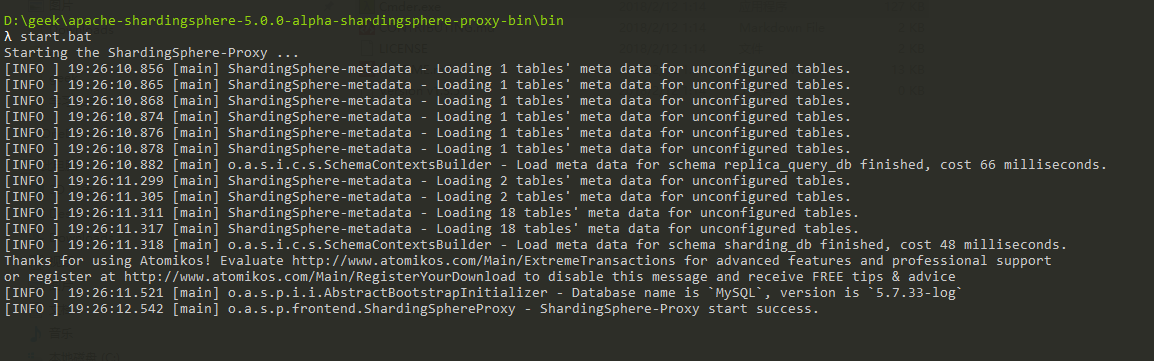 D:\geek\apache-shardingsphere-5.0.0-alpha-shardingsphere-proxy-bin\bin
λ start.bat
Starting the ShardingSphere-Proxy ...
[INFO ] 19:26:10.856 [main] ShardingSphere-metadata - Loading 1 tables' meta data for unconfigured tables.
[INFO ] 19:26:10.865 [main] ShardingSphere-metadata - Loading 1 tables' meta data for unconfigured tables.
[INFO ] 19:26:10.868 [main] ShardingSphere-metadata - Loading 1 tables' meta data for unconfigured tables.
[INFO ] 19:26:10.874 [main] ShardingSphere-metadata - Loading 1 tables' meta data for unconfigured tables.
[INFO ] 19:26:10.876 [main] ShardingSphere-metadata - Loading 1 tables' meta data for unconfigured tables.
[INFO ] 19:26:10.878 [main] ShardingSphere-metadata - Loading 1 tables' meta data for unconfigured tables.
[INFO ] 19:26:10.882 [main] o.a.s.i.c.s.SchemaContextsBuilder - Load meta data for schema replica_query_db finished, cost 66 milliseconds.
[INFO ] 19:26:11.299 [main] ShardingSphere-metadata - Loading 2 tables' meta data for unconfigured tables.
[INFO ] 19:26:11.305 [main] ShardingSphere-metadata - Loading 2 tables' meta data for unconfigured tables.
[INFO ] 19:26:11.311 [main] ShardingSphere-metadata - Loading 18 tables' meta data for unconfigured tables.
[INFO ] 19:26:11.317 [main] ShardingSphere-metadata - Loading 18 tables' meta data for unconfigured tables.
[INFO ] 19:26:11.318 [main] o.a.s.i.c.s.SchemaContextsBuilder - Load meta data for schema sharding_db finished, cost 48 milliseconds.
Thanks for using Atomikos! Evaluate http://www.atomikos.com/Main/ExtremeTransactions for advanced features and professional support
or register at http://www.atomikos.com/Main/RegisterYourDownload to disable this message and receive FREE tips & advice
[INFO ] 19:26:11.521 [main] o.a.s.p.i.i.AbstractBootstrapInitializer - Database name is `MySQL`, version is `5.7.33-log`
[INFO ] 19:26:12.542 [main] o.a.s.p.frontend.ShardingSphereProxy - ShardingSphere-Proxy start success.